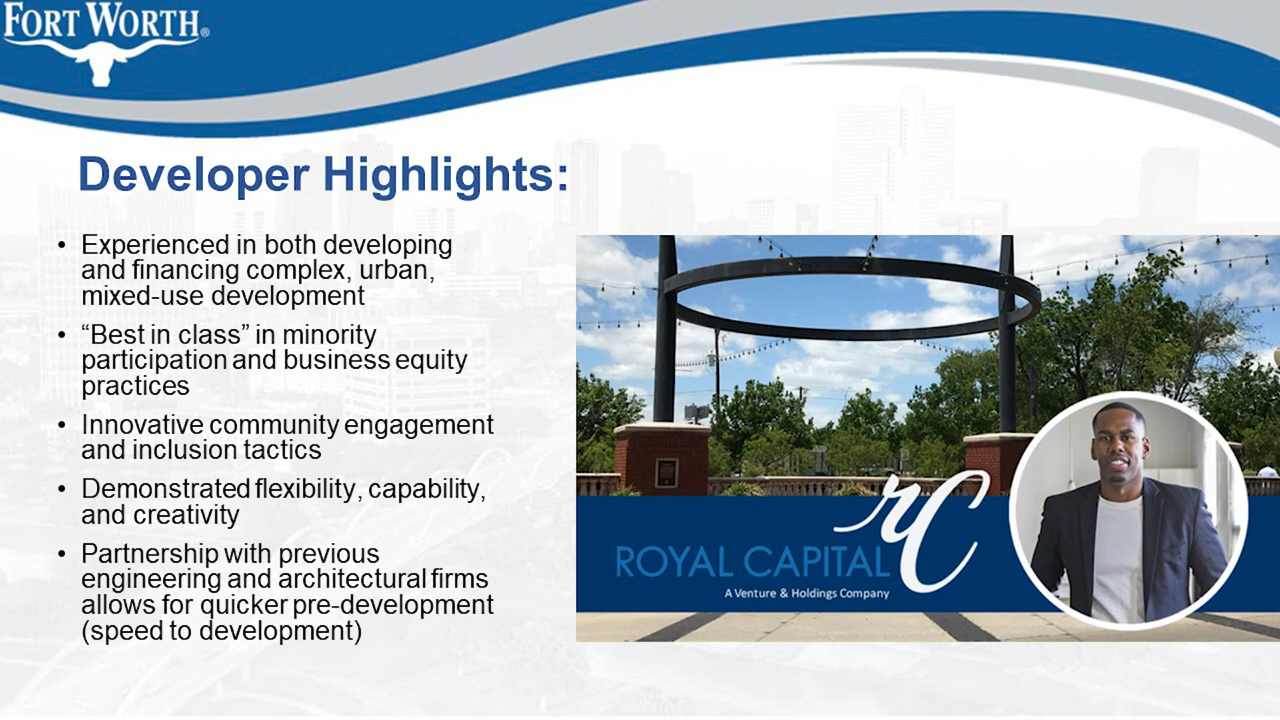 FORT WORTH®
Developer Highlights:
• Experienced in both developing
and financing complex, urban,
mixed-use development
• “Best in class” in minority
participation and business equity
practices
• Innovative community engagement
and inclusion tactics
• Demonstrated flexibility, capability,
and creativity
• Partnership with previous
engineering and architectural firms
allows for quicker pre-development
(speed to development)
rC
ROYAL CAPITAL
A Venture & Holdings Company